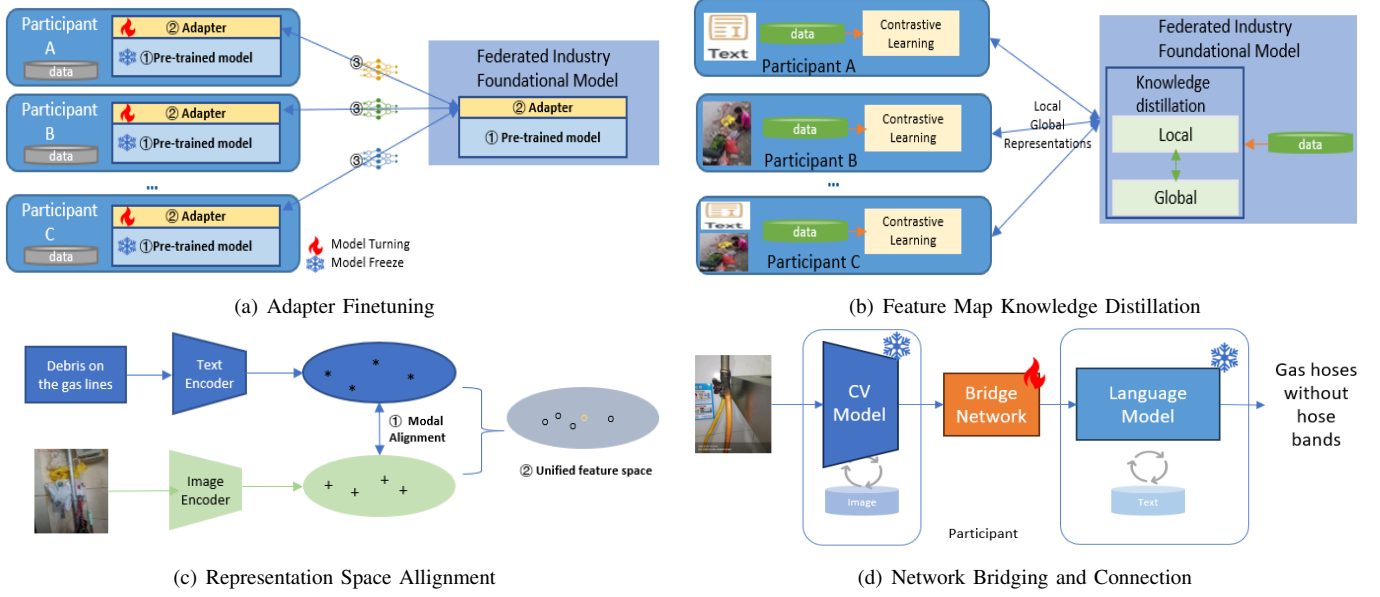 Participant
A
data
② Adapter
①Pre-trained model
Participant
B
data
② Adapter
①Pre-trained model
...
Participant
C
data
② Adapter
①Pre-trained model
③
③
③
Model Turning
Model Freeze
Federated Industry
Foundational Model
② Adapter
① Pre-trained model
(a) Adapter Finetuning
Text
data
Contrastive
Learning
Participant A
data
Contrastive
Learning
Participant B
...
Text
data
Contrastive
Learning
Participant C
Local
Global
Representations
Federated Industry
Foundational Model
Knowledge
distillation
Local
Global
data
(b) Feature Map Knowledge Distillation
Debris on
the gas lines
Text
Encoder
① Modal
Alignment
② Unified feature space
Image
Encoder
(c) Representation Space Allignment
CV
Model
Image
Bridge
Network
Participant
Language
Model
Text
Gas hoses
without
hose
bands
(d) Network Bridging and Connection